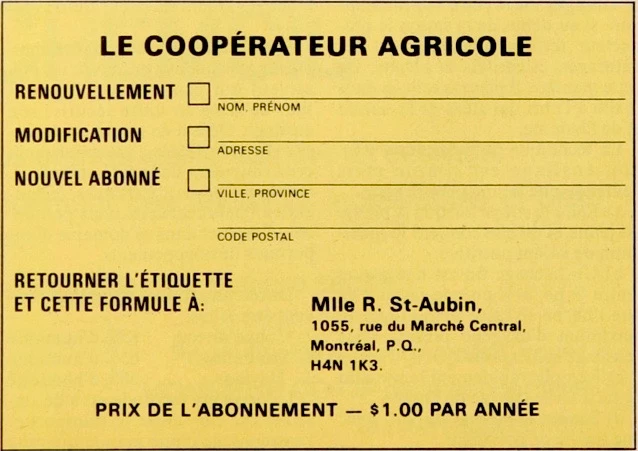 LE COOPÉRATEUR AGRICOLE
RENOUVELLEMENT
NOM, PRÉNOM
MODIFICATION
ADRESSE
NOUVEL ABONNÉ
VILLE, PROVINCE
CODE POSTAL
RETOURNER L'ÉTIQUETTE
ET CETTE FORMULE À:
Mlle R. St-Aubin,
1055, rue du Marché Central,
Montréal, P.Q.,
H4N 1K3.
PRIX DE L'ABONNEMENT — $1.00 PAR ANNÉE